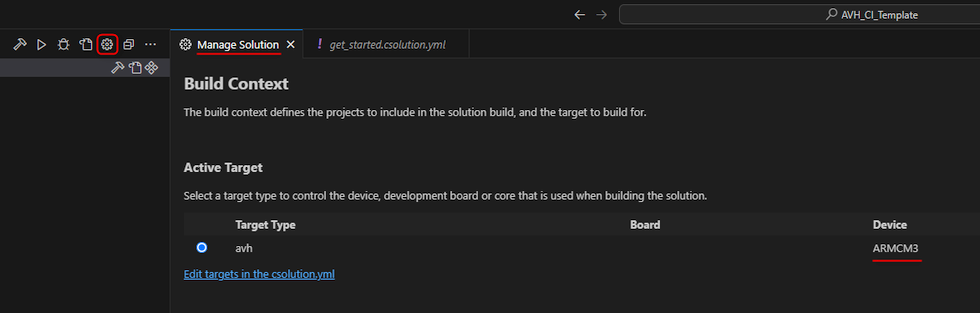 AVH_CI_Template
Manage Solution
get_started.csolution.yml
Build Context
The build context defines the projects to include in the solution build, and the target to build for.
Active Target
Select a target type to control the device, development board or core that is used when building the solution.
Target Type Board Device
avh ARMCM3
Edit targets in the csolution.yml